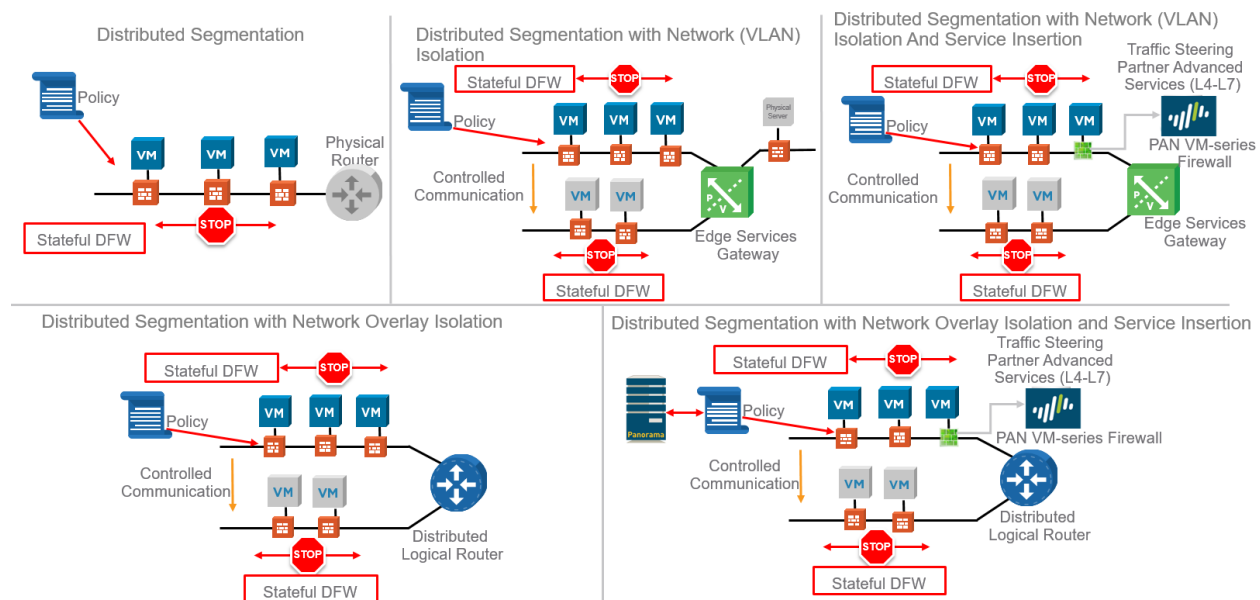 Distributed Segmentation
Policy
VM
VM
VM
Physical
Router
Stateful DFW
STOP
Distributed Segmentation with Network (VLAN)
Isolation
Stateful DFW
STOP
Policy
VM
VM
VM
Physical
Server
Controlled
Communication
VM
VM
P
V
Edge Services
Gateway
STOP
Stateful DFW
Distributed Segmentation with Network (VLAN)
Isolation And Service Insertion
Traffic Steering
Partner Advanced
Services (L4-L7)
Stateful DFW
STOP
Policy
VM
VM
VM
PAN VM-series
Firewall
Controlled
Communication
VM
VM
P
V
Edge Services
Gateway
STOP
Stateful DFW
Distributed Segmentation with Network Overlay Isolation
Stateful DFW
STOP
Policy
VM
VM
VM
Controlled
Communication
VM
VM
Distributed
Logical Router
STOP
Stateful DFW
Distributed Segmentation with Network Overlay Isolation and Service Insertion
Traffic Steering
Partner Advanced
Services (L4-L7)
Stateful DFW
STOP
Panorama
Policy
VM
VM
VM
PAN VM-series Firewall
Controlled
Communication
VM
VM
Distributed
Logical Router
STOP
Stateful DFW